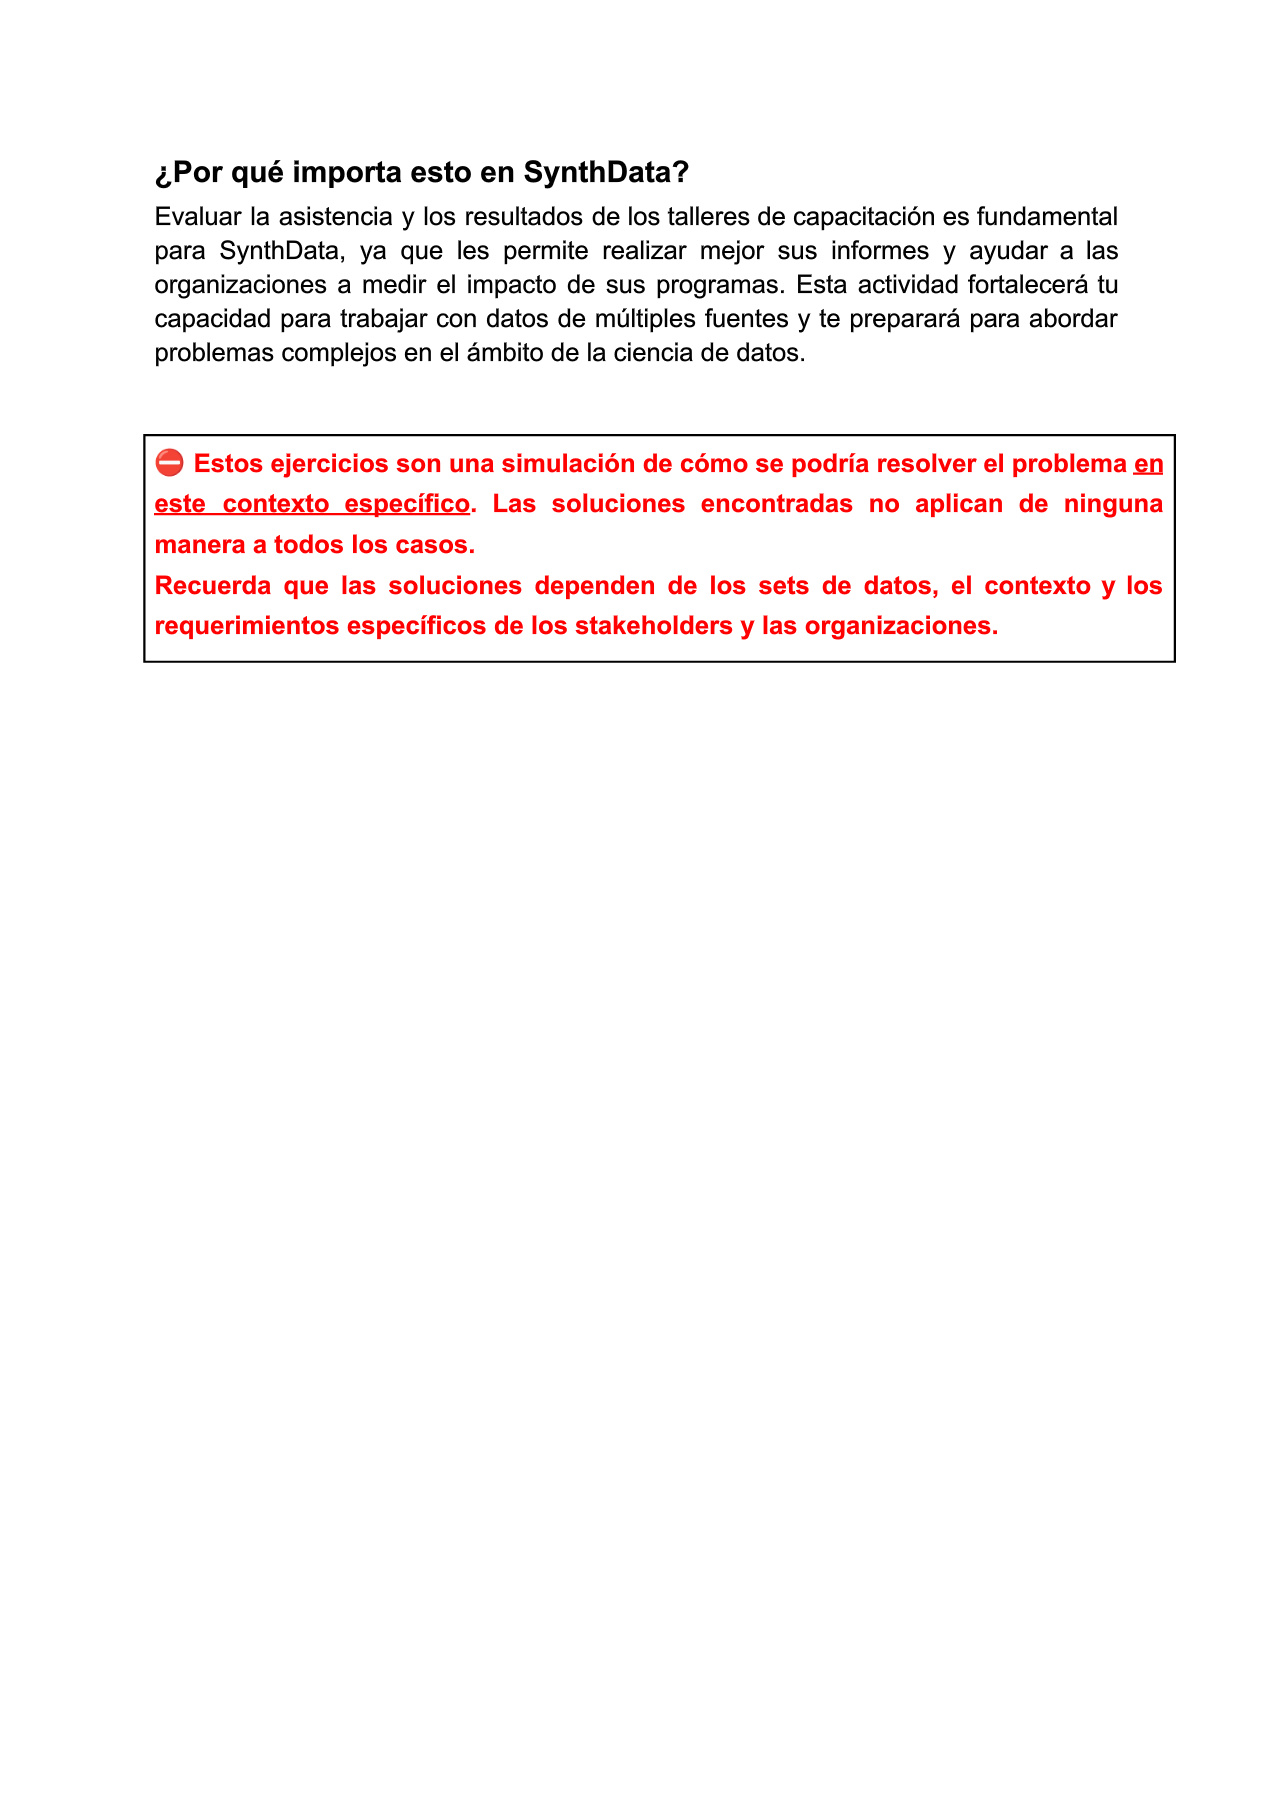 ¿Por qué importa esto en SynthData?
Evaluar la asistencia y los resultados de los talleres de capacitación es fundamental
para SynthData, ya que les permite realizar mejor sus informes y ayudar a las
organizaciones a medir el impacto de sus programas. Esta actividad fortalecerá tu
capacidad para trabajar con datos de múltiples fuentes y te preparará para abordar
problemas complejos en el ámbito de la ciencia de datos.
⛔ Estos ejercicios son una simulación de cómo se podría resolver el problema en
este contexto específico. Las soluciones encontradas no aplican de ninguna
manera a todos los casos.
Recuerda que las soluciones dependen de los sets de datos, el contexto y los
requerimientos específicos de los stakeholders y las organizaciones.